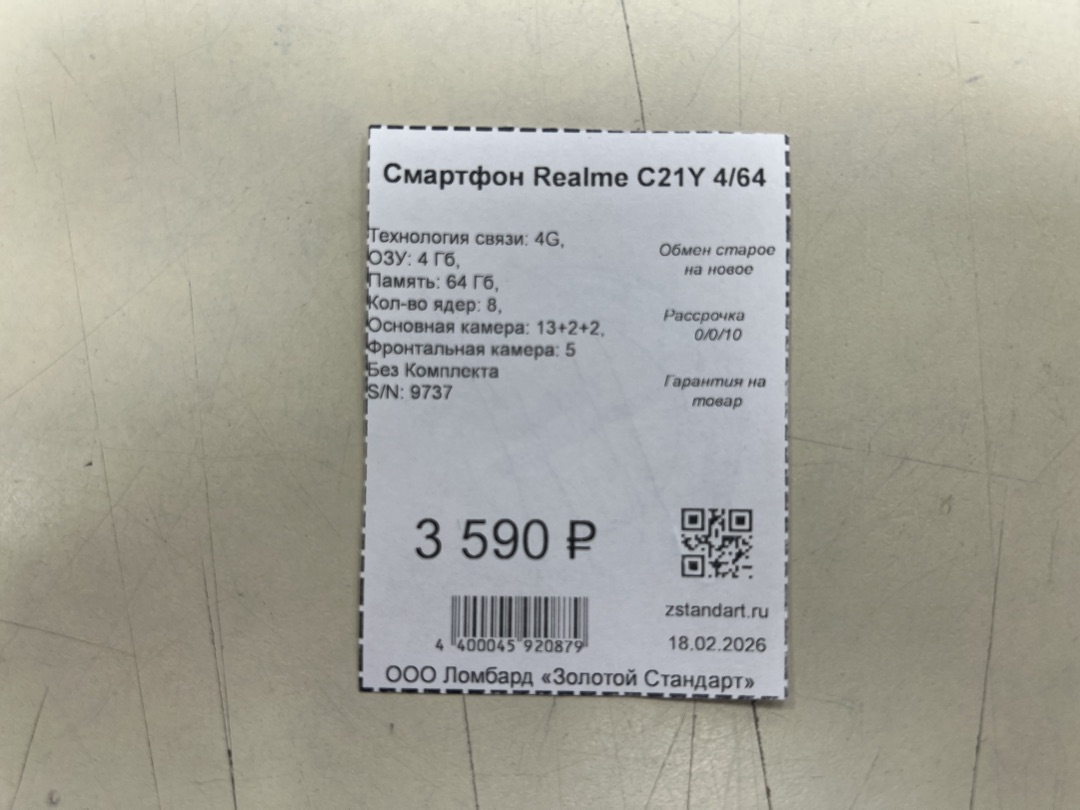 Смартфон Realme C21Y 4/64
Технология связи: 4G,
ОЗУ: 4 Гб,
Память: 64 Гб,
Кол-во ядер: 8,
Основная камера: 13+2+2,
Фронтальная камера: 5
Без Комплекта
S/N: 9737
Обмен старое
на новое
Рассрочка
0/0/10
Гарантия на
товар
3 590 ₽
zstandart.ru
4 400045 920879
18.02.2026
ООО Ломбард «Золотой Стандарт»